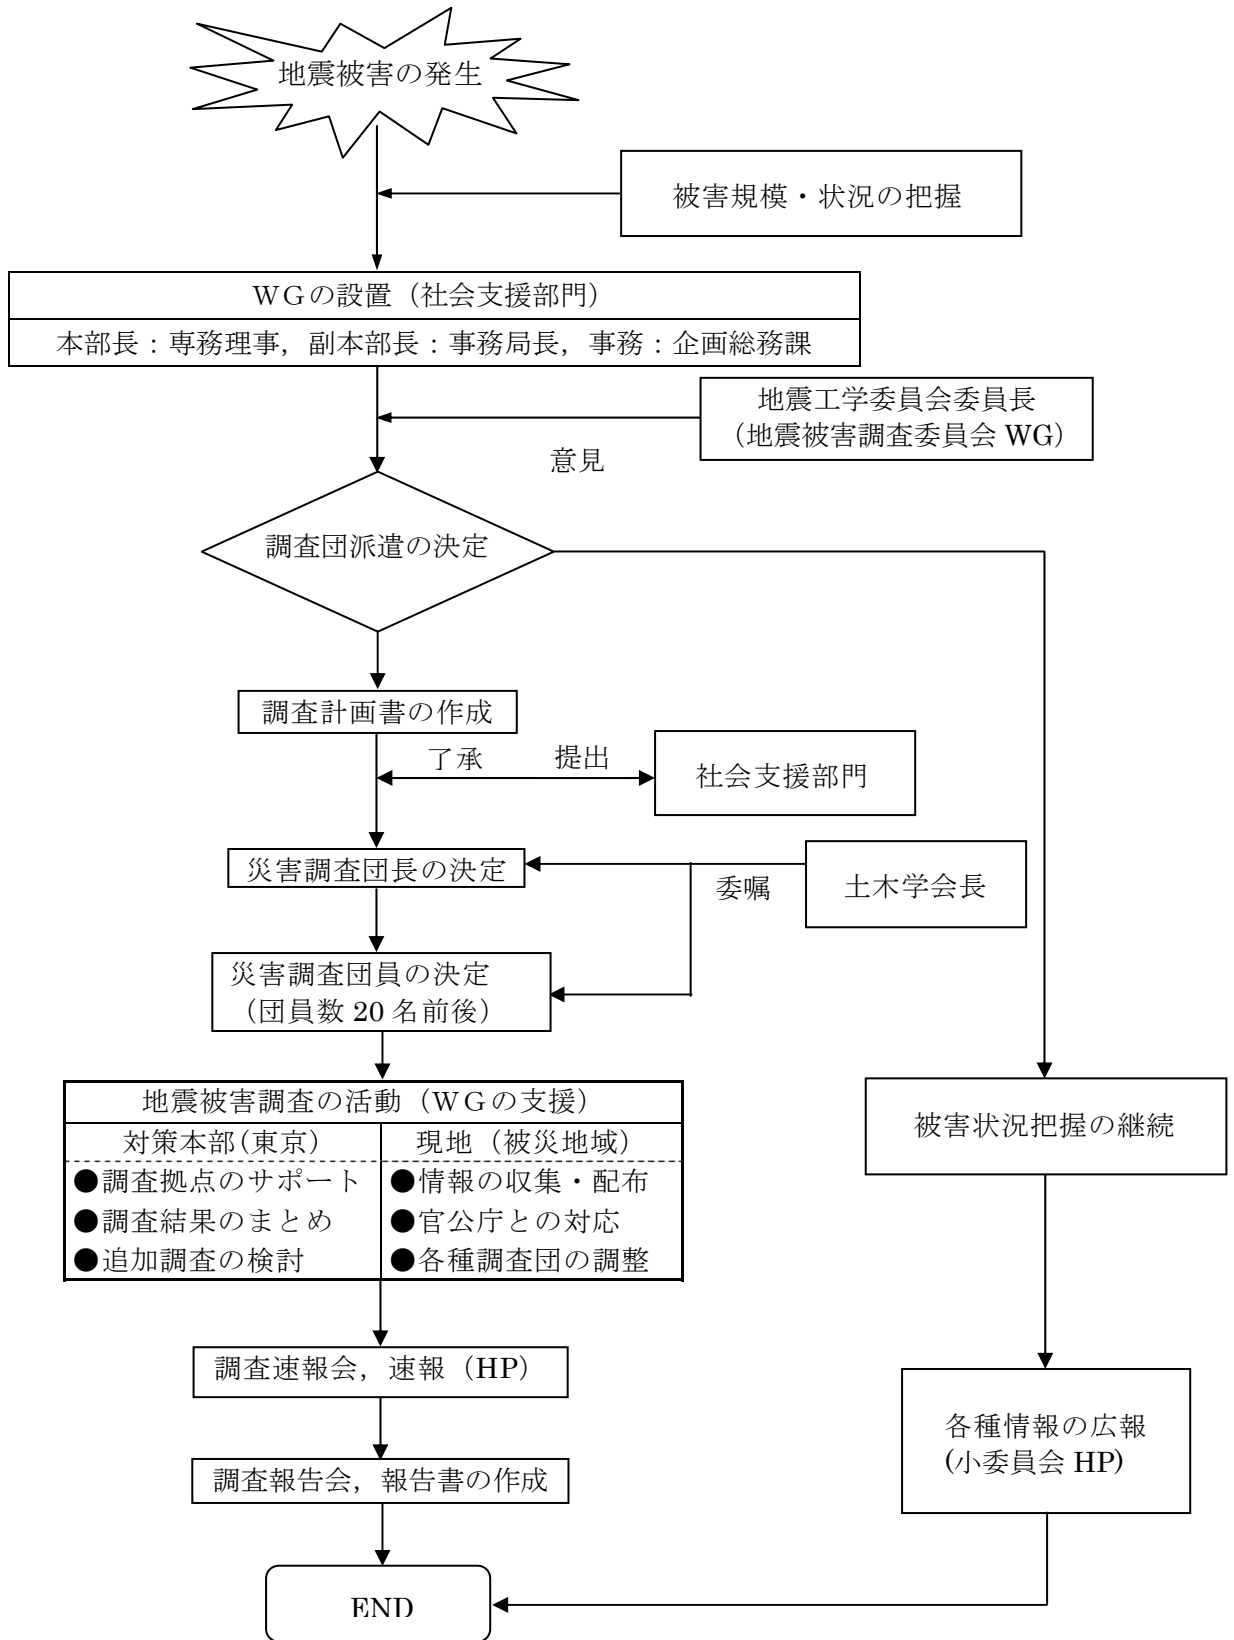 地震被害の発生
被害規模・状況の把握
ＷＧの設置（社会支援部門）
本部長：専務理事，副本部長：事務局長，事務：企画総務課
地震工学委員会委員長
（地震被害調査委員会 WG）
意見
調査団派遣の決定
調査計画書の作成
了承
提出
社会支援部門
災害調査団長の決定
委嘱
土木学会長
災害調査団員の決定
（団員数 20 名前後）
地震被害調査の活動（ＷＧの支援）
対策本部(東京)
●調査拠点のサポート
●調査結果のまとめ
●追加調査の検討
現地（被災地域）
●情報の収集・配布
●官公庁との対応
●各種調査団の調整
被害状況把握の継続
調査速報会，速報（HP）
各種情報の広報
(小委員会 HP)
調査報告会，報告書の作成
END